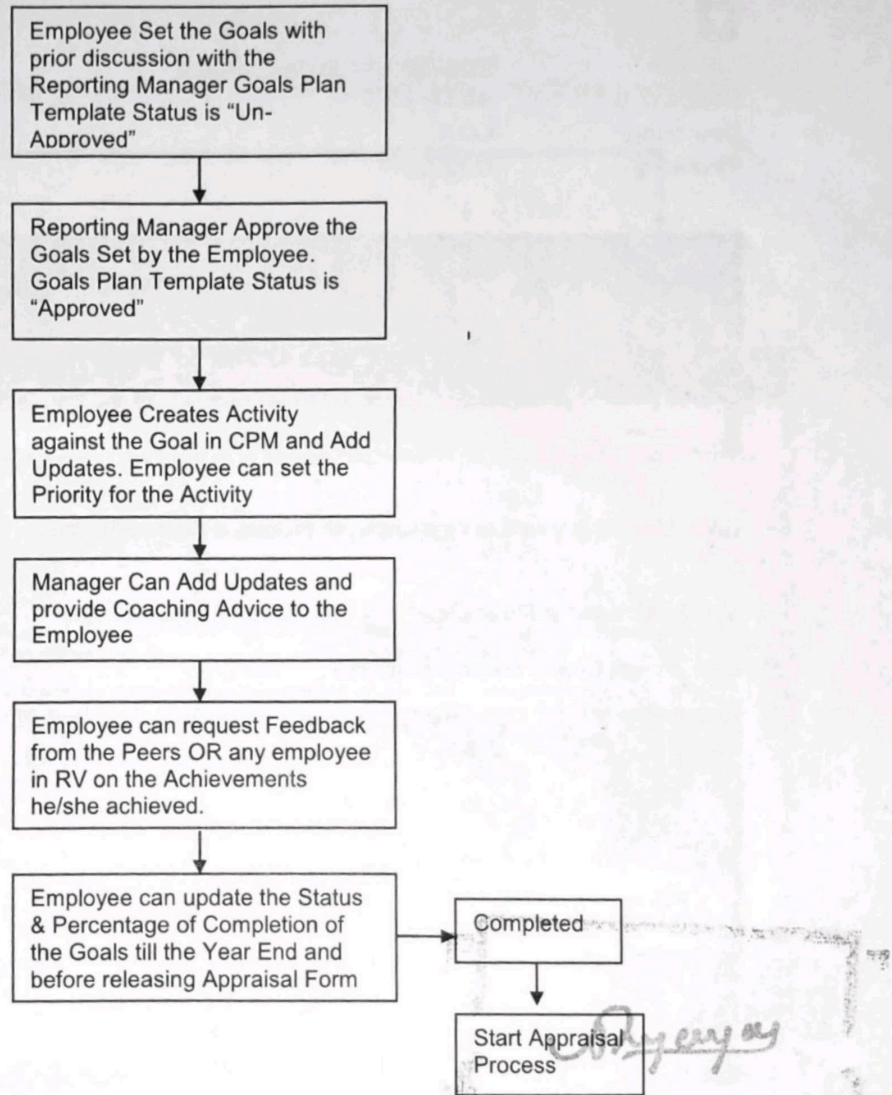 Employee Set the Goals with
prior discussion with the
Reporting Manager Goals Plan
Template Status is “Un-
Approved”
Reporting Manager Approve the
Goals Set by the Employee.
Goals Plan Template Status is
“Approved”
Employee Creates Activity
against the Goal in CPM and Add
Updates. Employee can set the
Priority for the Activity
Manager Can Add Updates and
provide Coaching Advice to the
Employee
Employee can request Feedback
from the Peers OR any employee
in RV on the Achievements
he/she achieved.
Employee can update the Status
& Percentage of Completion of
the Goals till the Year End and
before releasing Appraisal Form
Completed
Start Appraisal
Process